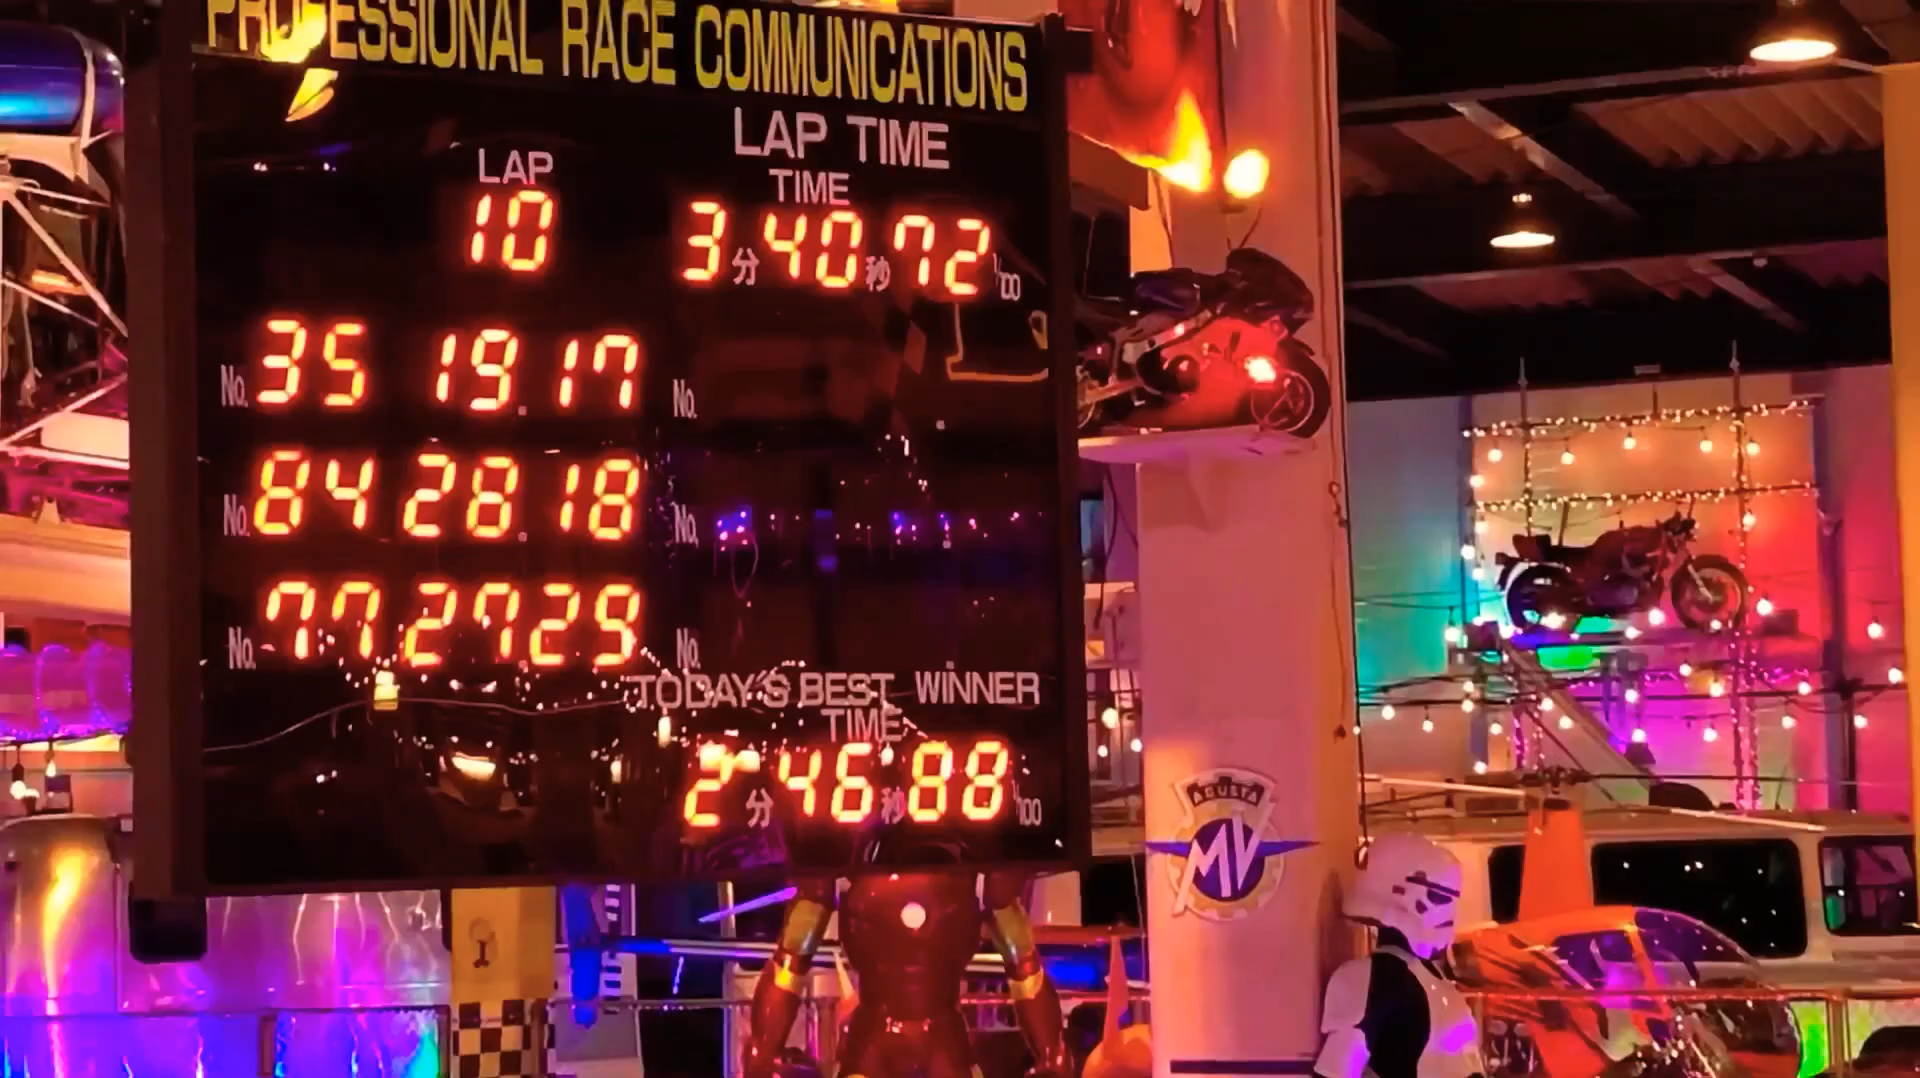 PROFESSIONAL RACE COMMUNICATIONS
LAP TIME
LAP TIME
10 3分40秒72 1/100
No. 35 19.17 No.
No. 84 28.18 No.
No. 77 27.29 No.
TODAY'S BEST WINNER
TIME
2分46秒88 1/100
AGUSTA
MV